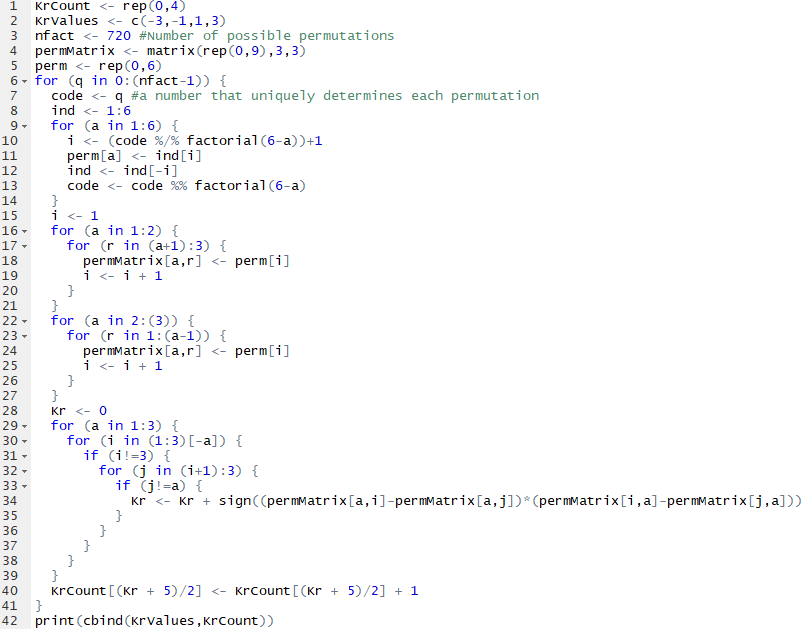 1 KrCount <- rep(0,4)
2 KrValues <- c(-3,-1,1,3)
3 nfact <- 720 #Number of possible permutations
4 permMatrix <- matrix(rep(0,9),3,3)
5 perm <- rep(0,6)
6 for (q in 0:(nfact-1)) {
7   code <- q #a number that uniquely determines each permutation
8   ind <- 1:6
9   for (a in 1:6) {
10     i <- (code %/% factorial(6-a))+1
11     perm[a] <- ind[i]
12     ind <- ind[-i]
13     code <- code %% factorial(6-a)
14   }
15   i <- 1
16   for (a in 1:2) {
17     for (r in (a+1):3) {
18       permMatrix[a,r] <- perm[i]
19       i <- i + 1
20     }
21   }
22   for (a in 2:(3)) {
23     for (r in 1:(a-1)) {
24       permMatrix[a,r] <- perm[i]
25       i <- i + 1
26     }
27   }
28   Kr <- 0
29   for (a in 1:3) {
30     for (i in (1:3)[-a]) {
31       if (i!=3) {
32         for (j in (i+1):3) {
33           if (j!=a) {
34             Kr <- Kr + sign((permMatrix[a,i]-permMatrix[a,j])*(permMatrix[i,a]-permMatrix[j,a]))
35           }
36         }
37       }
38     }
39   }
40   KrCount[(Kr + 5)/2] <- KrCount[(Kr + 5)/2] + 1
41 }
42 print(cbind(KrValues,KrCount))